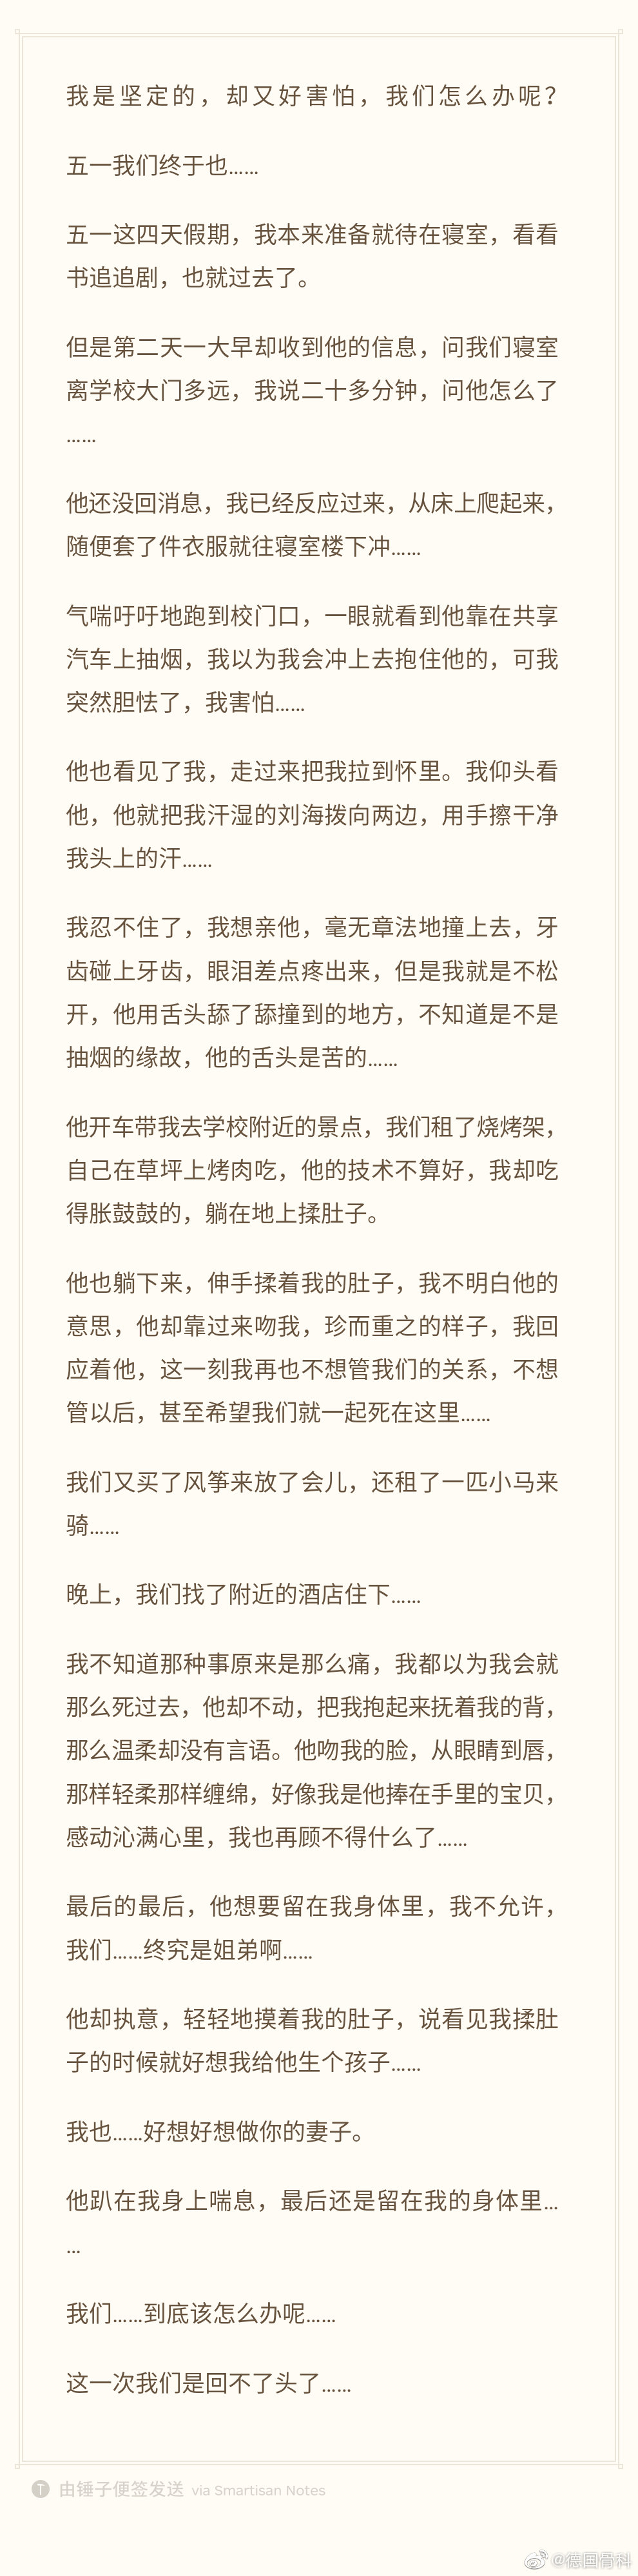 我是坚定的，却又好害怕，我们怎么办呢？
五一我们终于也……
五一这四天假期，我本来准备就待在寝室，看看
书追追剧，也就过去了。
但是第二天一大早却收到他的信息，问我们寝室
离学校大门多远，我说二十多分钟，问他怎么了
……
他还没回消息，我已经反应过来，从床上爬起来，
随便套了件衣服就往寝室楼下冲……
气喘吁吁地跑到校门口，一眼就看到他靠在共享
汽车上抽烟，我以为我会冲上去抱住他的，可我
突然胆怯了，我害怕……
他也看见了我，走过来把我拉到怀里。我仰头看
他，他就把我汗湿的刘海拨向两边，用手擦干净
我头上的汗……
我忍不住了，我想亲他，毫无章法地撞上去，牙
齿碰上牙齿，眼泪差点疼出来，但是我就是不松
开，他用舌头舔了舔撞到的地方，不知道是不是
抽烟的缘故，他的舌头是苦的……
他开车带我去学校附近的景点，我们租了烧烤架，
自己在草坪上烤肉吃，他的技术不算好，我却吃
得胀鼓鼓的，躺在地上揉肚子。
他也躺下来，伸手揉着我的肚子，我不明白他的
意思，他却靠过来吻我，珍而重之的样子，我回
应着他，这一刻我再也不想管我们的关系，不想
管以后，甚至希望我们就一起死在这里……
我们又买了风筝来放了会儿，还租了一匹小马来
骑……
晚上，我们找了附近的酒店住下……
我不知道那种事原来是那么痛，我都以为我会就
那么死过去，他却不动，把我抱起来抚着我的背，
那么温柔却没有言语。他吻我的脸，从眼睛到唇，
那样轻柔那样缠绵，好像我是他捧在手里的宝贝，
感动沁满心里，我也再顾不得什么了……
最后的最后，他想要留在我身体里，我不允许，
我们……终究是姐弟啊……
他却执意，轻轻地摸着我的肚子，说看见我揉肚
子的时候就好想我给他生个孩子……
我也……好想好想做你的妻子。
他趴在我身上喘息，最后还是留在我的身体里…
…
我们……到底该怎么办呢……
这一次我们是回不了头了……
T 由锤子便签发送 via Smartisan Notes
@德国骨科